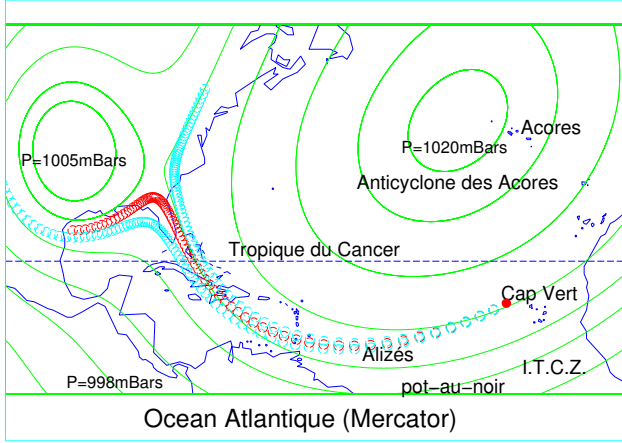 Acores
P=1020mBars
P=1005mBars
Anticyclone des Acores
Tropique du Cancer
Cap Vert
Alizés
I.T.C.Z.
P=998mBars
pot-au-noir
Ocean Atlantique (Mercator)